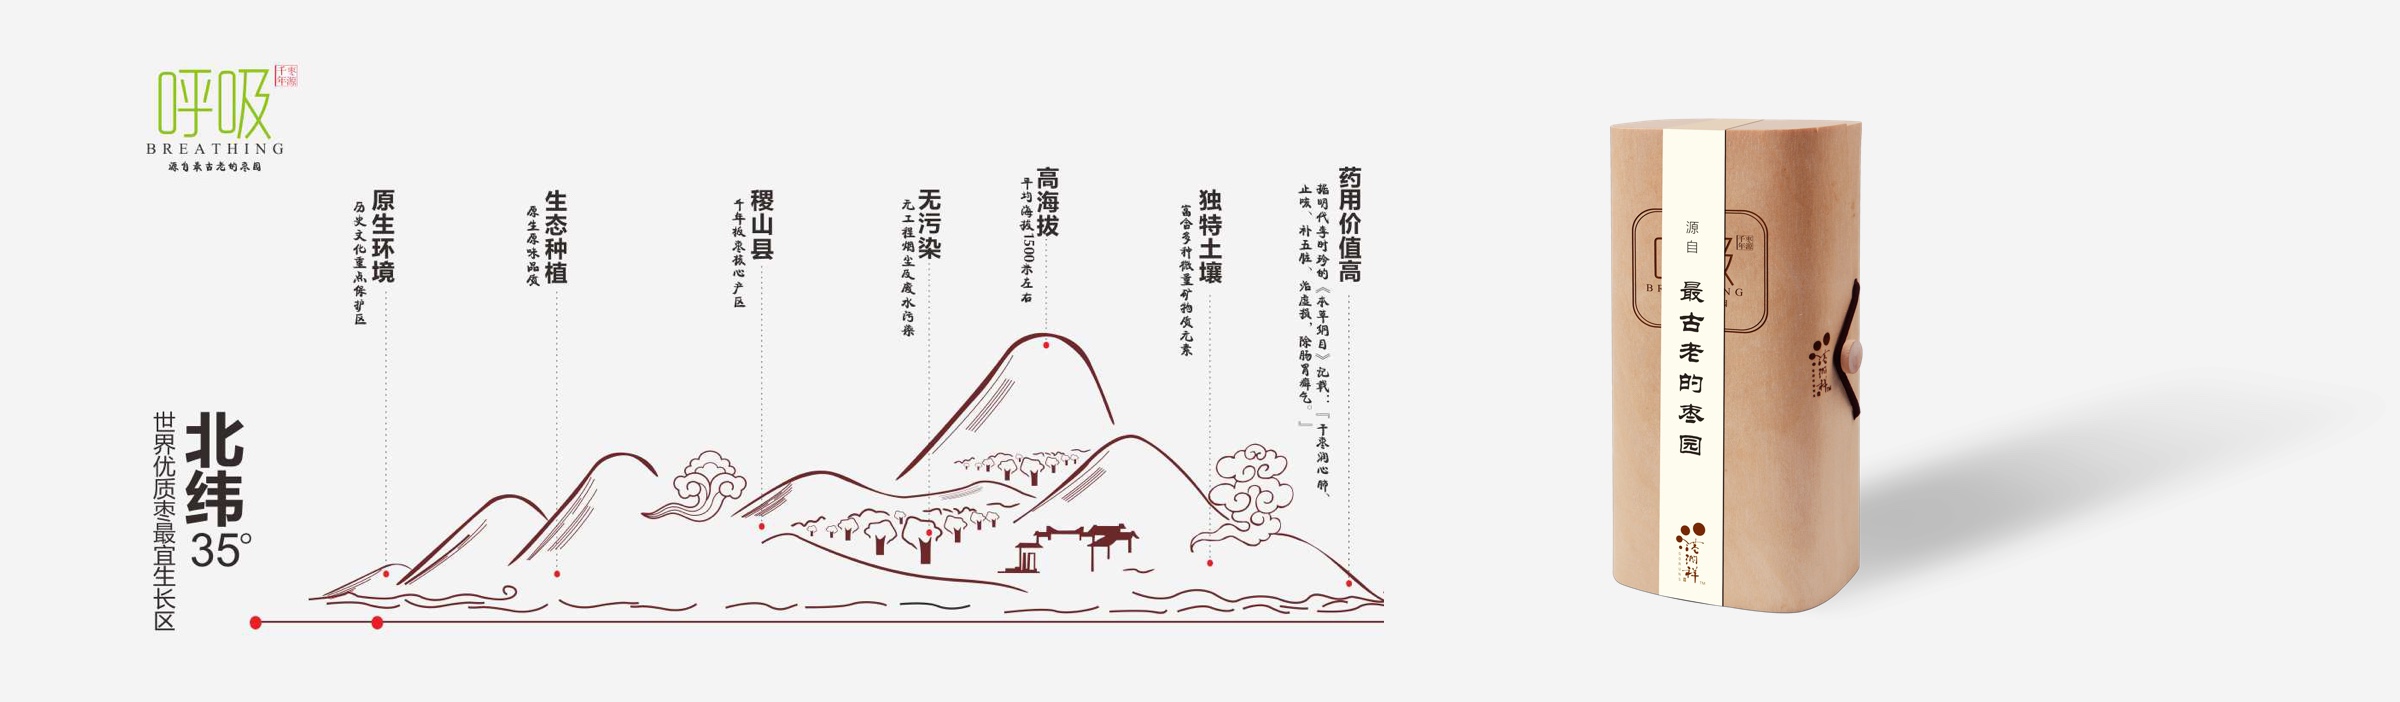 呼吸
千年
枣源
BREATHING
源自最古老的枣园
北纬
35°
世界优质枣/最宜生长区
原生环境
历史文化重点保护区
生态种植
原生原味品质
稷山县
千年板枣核心产区
无污染
无工程烟尘及废水污染
高海拔
平均海拔1500米左右
独特土壤
富含多种微量矿物质元素
药用价值高
据明代李时珍的《本草纲目》记载：『干枣润心肺、
止咳、补五脏、治虚损，除肠胃癖气。』
源自
最古老的枣园
吸
千年
枣源
BR
NG
祥